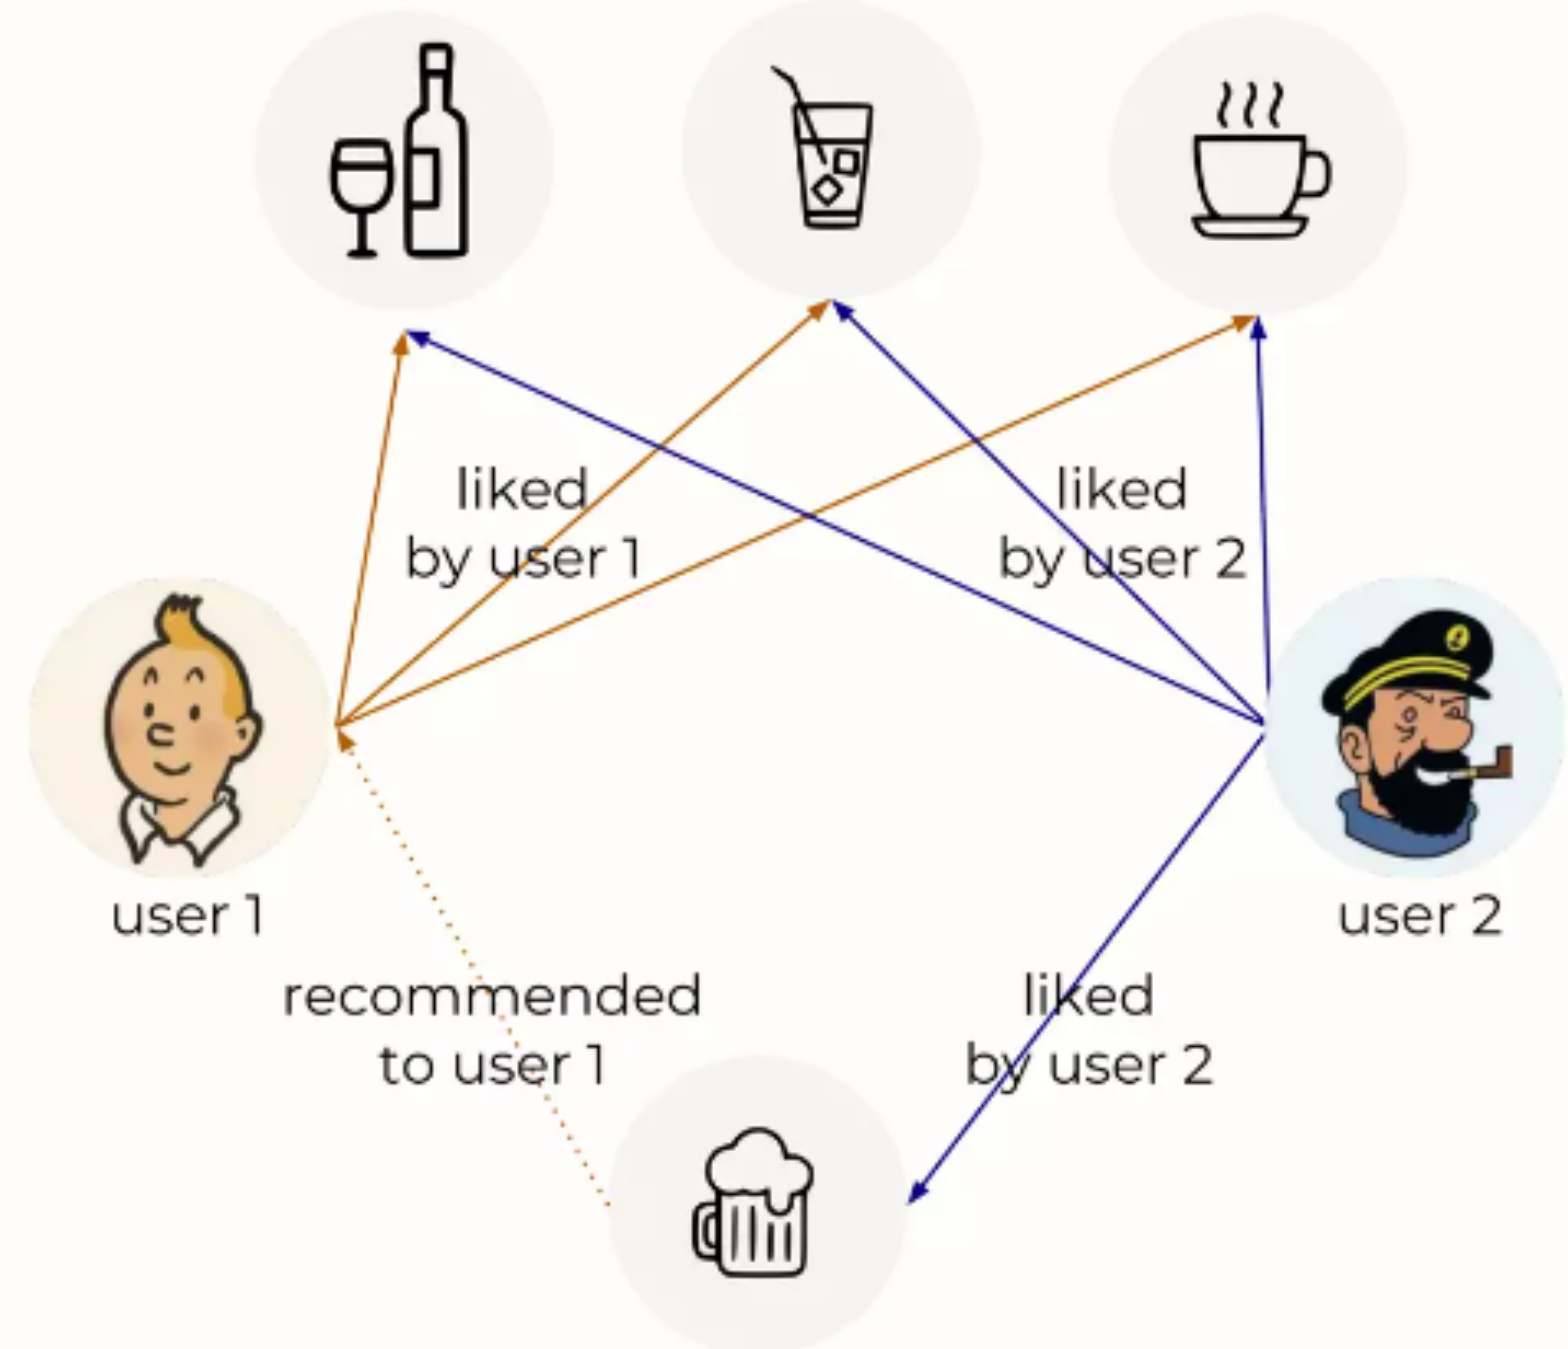 liked
by user 1
liked
by user 2
user 1
user 2
recommended
to user 1
liked
by user 2